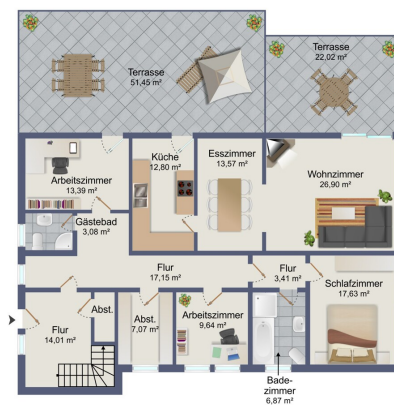 Terrasse
51,45 m²
Terrasse
22,02 m²
Arbeitszimmer
13,39 m²
Küche
12,80 m²
Esszimmer
13,57 m²
Wohnzimmer
26,90 m²
Gästebad
3,08 m²
Flur
17,15 m²
Flur
3,41 m²
Schlafzimmer
17,63 m²
Flur
14,01 m²
Abst.
Abst.
7,07 m²
Arbeitszimmer
9,64 m²
Bade-
zimmer
6,87 m²